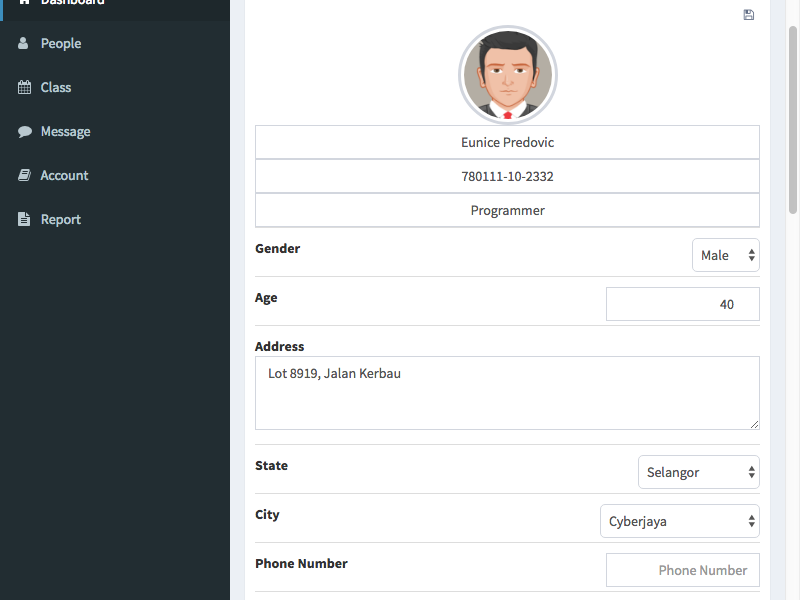 Dashboard
People
Class
Message
Account
Report
Eunice Predovic
780111-10-2332
Programmer
Gender
Male
Age
40
Address
Lot 8919, Jalan Kerbau
State
Selangor
City
Cyberjaya
Phone Number
Phone Number